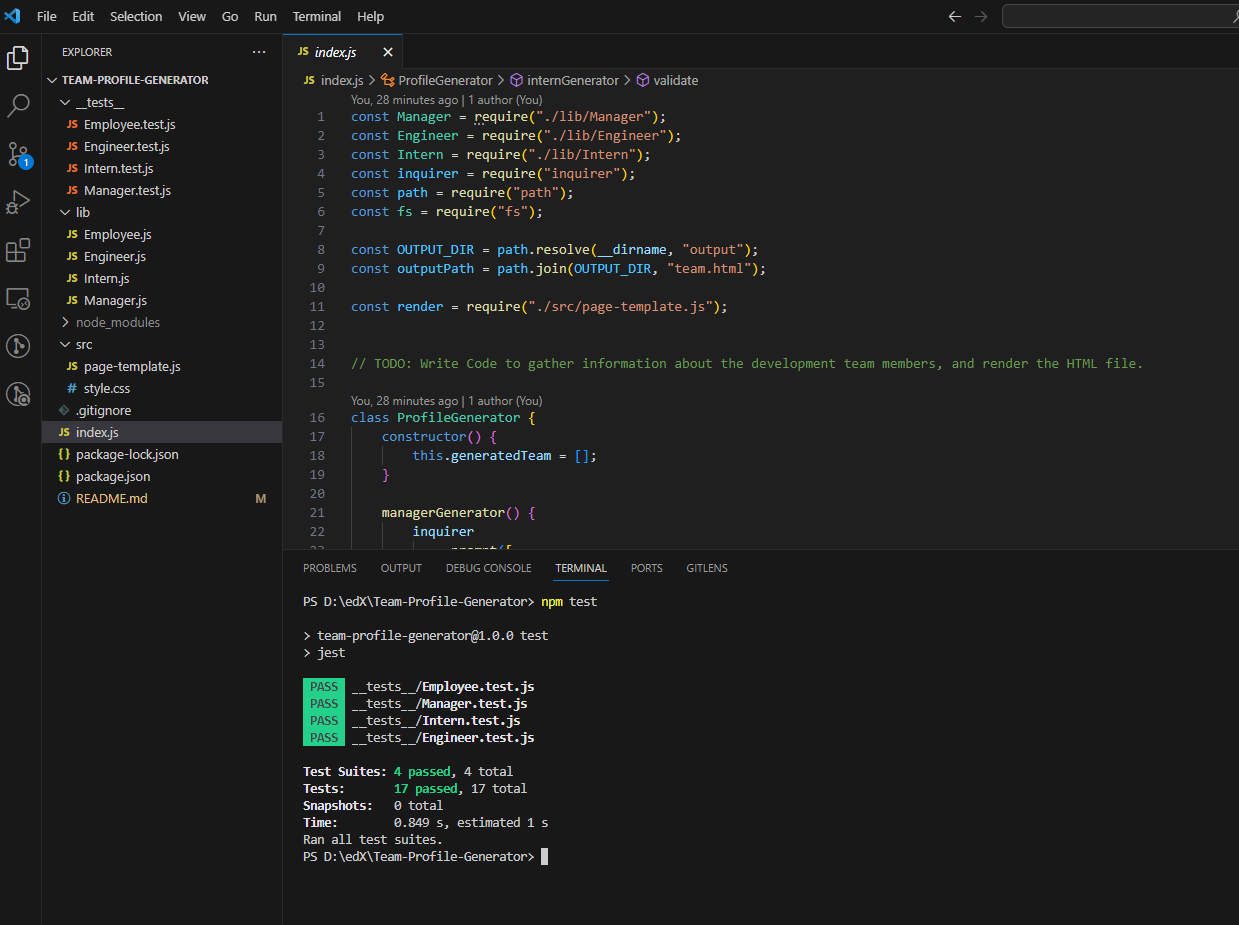 File Edit Selection View Go Run Terminal Help
EXPLORER
TEAM-PROFILE-GENERATOR
__tests__
JS Employee.test.js
JS Engineer.test.js
JS Intern.test.js
JS Manager.test.js
lib
JS Employee.js
JS Engineer.js
JS Intern.js
JS Manager.js
node_modules
src
JS page-template.js
# style.css
.gitignore
JS index.js
{} package-lock.json
{} package.json
README.md M
1
JS index.js
JS index.js > ProfileGenerator > internGenerator > validate
You, 28 minutes ago | 1 author (You)
1 const Manager = require("./lib/Manager");
2 const Engineer = require("./lib/Engineer");
3 const Intern = require("./lib/Intern");
4 const inquirer = require("inquirer");
5 const path = require("path");
6 const fs = require("fs");
7
8 const OUTPUT_DIR = path.resolve(__dirname, "output");
9 const outputPath = path.join(OUTPUT_DIR, "team.html");
10
11 const render = require("./src/page-template.js");
12
13
14 // TODO: Write Code to gather information about the development team members, and render the HTML file.
15
You, 28 minutes ago | 1 author (You)
16 class ProfileGenerator {
17 constructor() {
18 this.generatedTeam = [];
19 }
20
21 managerGenerator() {
22 inquirer
PROBLEMS OUTPUT DEBUG CONSOLE TERMINAL PORTS GITLENS
PS D:\edX\Team-Profile-Generator> npm test
> team-profile-generator@1.0.0 test
> jest
PASS __tests__/Employee.test.js
PASS __tests__/Manager.test.js
PASS __tests__/Intern.test.js
PASS __tests__/Engineer.test.js
Test Suites: 4 passed, 4 total
Tests: 17 passed, 17 total
Snapshots: 0 total
Time: 0.849 s, estimated 1 s
Ran all test suites.
PS D:\edX\Team-Profile-Generator>